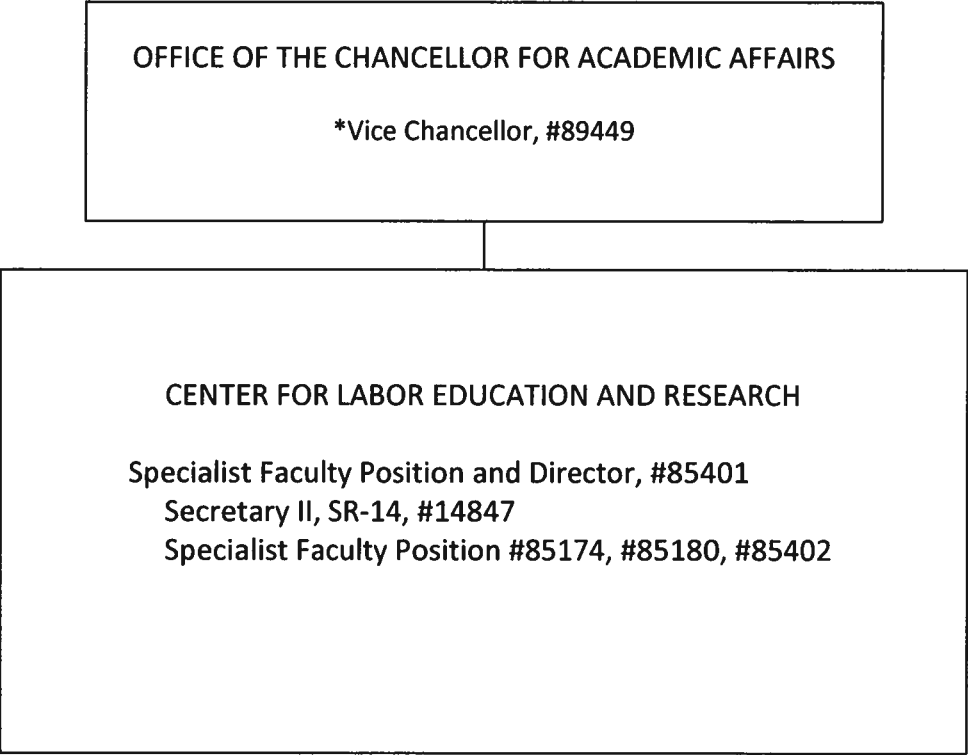 OFFICE OF THE CHANCELLOR FOR ACADEMIC AFFAIRS
*Vice Chancellor, #89449
CENTER FOR LABOR EDUCATION AND RESEARCH
Specialist Faculty Position and Director, #85401
Secretary II, SR-14, #14847
Specialist Faculty Position #85174, #85180, #85402